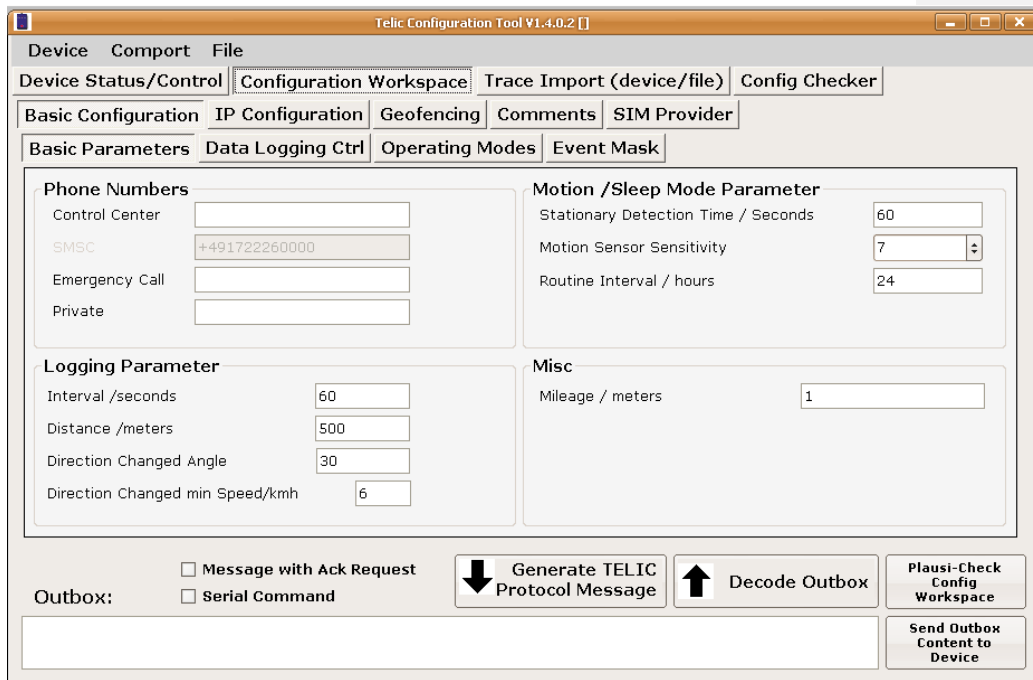 Telic Configuration Tool V1.4.0.2 []
Device Comport File
Device Status/Control Configuration Workspace Trace Import (device/file) Config Checker
Basic Configuration IP Configuration Geofencing Comments SIM Provider
Basic Parameters Data Logging Ctrl Operating Modes Event Mask
Phone Numbers
Control Center
SMSC +491722260000
Emergency Call
Private
Motion /Sleep Mode Parameter
Stationary Detection Time / Seconds 60
Motion Sensor Sensitivity 7
Routine Interval / hours 24
Logging Parameter
Interval /seconds 60
Distance /meters 500
Direction Changed Angle 30
Direction Changed min Speed/kmh 6
Misc
Mileage / meters 1
Outbox:
Message with Ack Request
Serial Command
Generate TELIC
Protocol Message
Decode Outbox
Plausi-Check
Config
Workspace
Send Outbox
Content to
Device